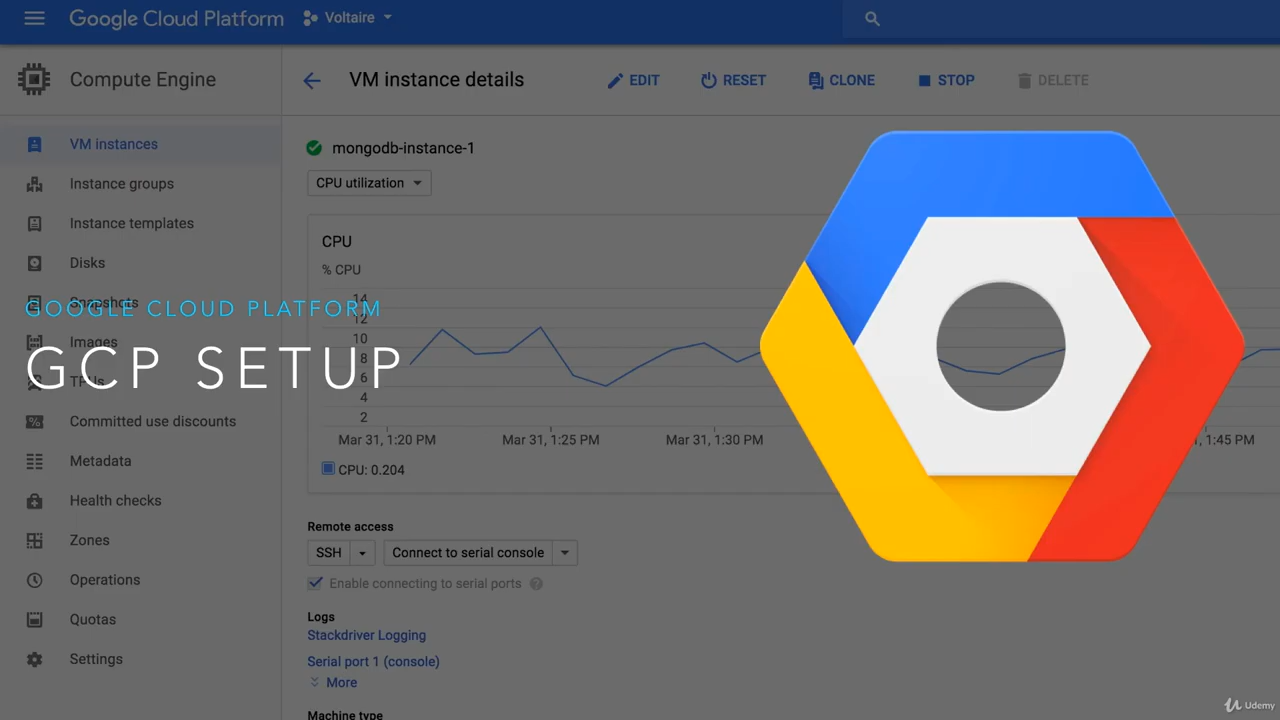 Google Cloud Platform
Voltaire
Compute Engine
VM instance details
EDIT
RESET
CLONE
STOP
DELETE
VM instances
Instance groups
Instance templates
Disks
Snapshots
Images
TPUs
Committed use discounts
Metadata
Health checks
Zones
Operations
Quotas
Settings
GOOGLE CLOUD PLATFORM
GCP SETUP
mongodb-instance-1
CPU utilization
CPU
% CPU
14
12
10
8
6
4
2
Mar 31, 1:20 PM
Mar 31, 1:25 PM
Mar 31, 1:30 PM
1:45 PM
CPU: 0.204
Remote access
SSH
Connect to serial console
Enable connecting to serial ports
Logs
Stackdriver Logging
Serial port 1 (console)
More
Machine type
Udemy